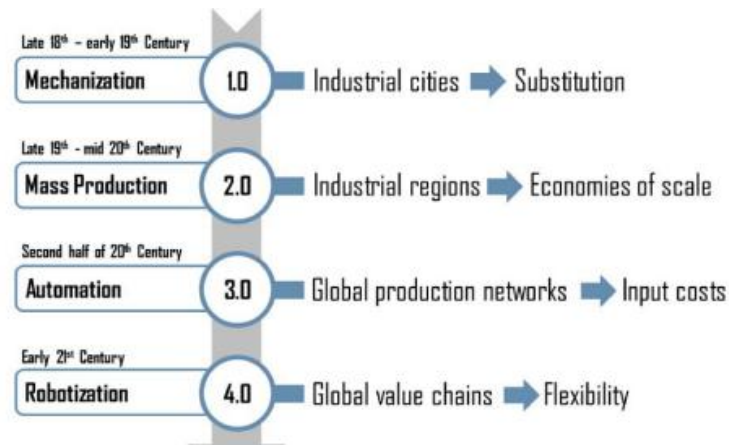 Late 18th – early 19th Century
Mechanization 1.0 Industrial cities Substitution
Late 19th - mid 20th Century
Mass Production 2.0 Industrial regions Economies of scale
Second half of 20th Century
Automation 3.0 Global production networks Input costs
Early 21st Century
Robotization 4.0 Global value chains Flexibility